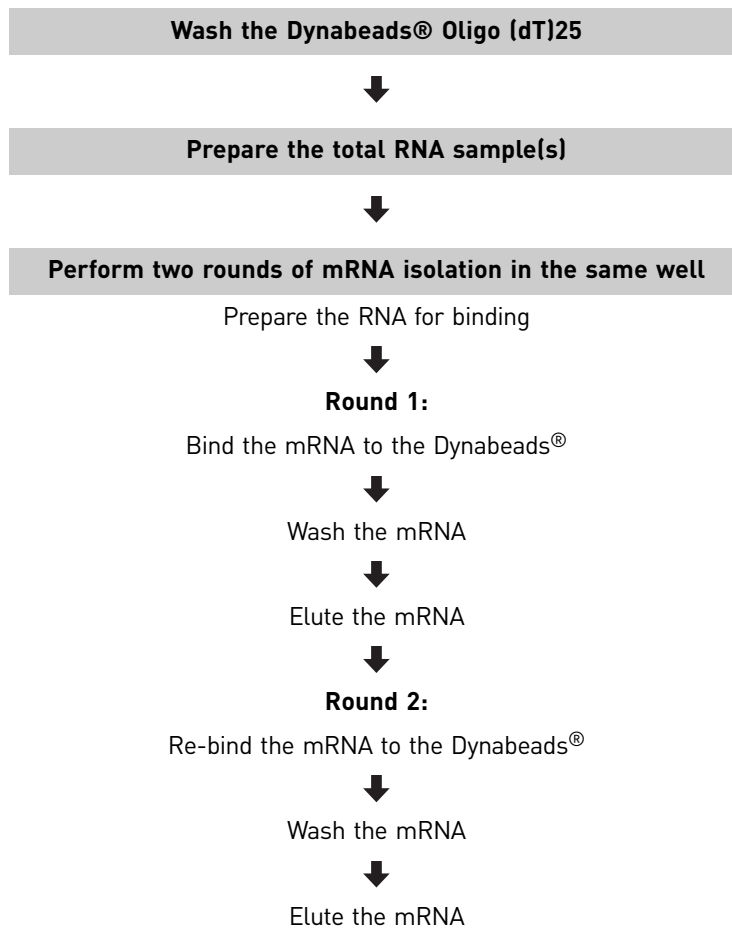 Wash the Dynabeads® Oligo (dT)25
Prepare the total RNA sample(s)
Perform two rounds of mRNA isolation in the same well
Prepare the RNA for binding
Round 1:
Bind the mRNA to the Dynabeads®
Wash the mRNA
Elute the mRNA
Round 2:
Re-bind the mRNA to the Dynabeads®
Wash the mRNA
Elute the mRNA